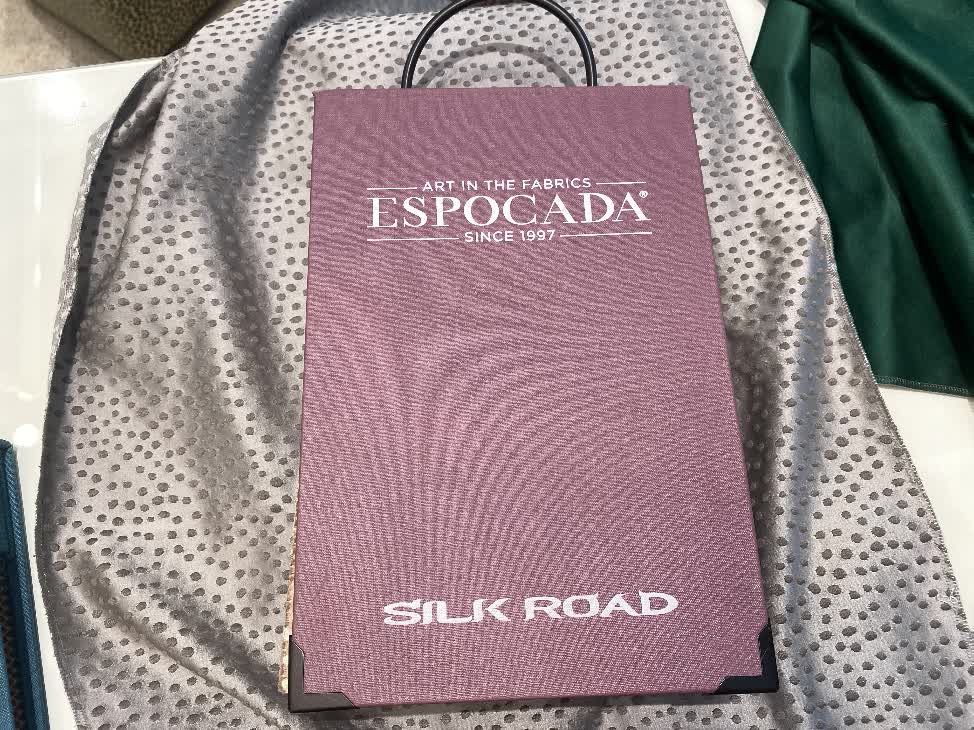 ART IN THE FABRICS
ESPOCADA®
SINCE 1997
SILK ROAD